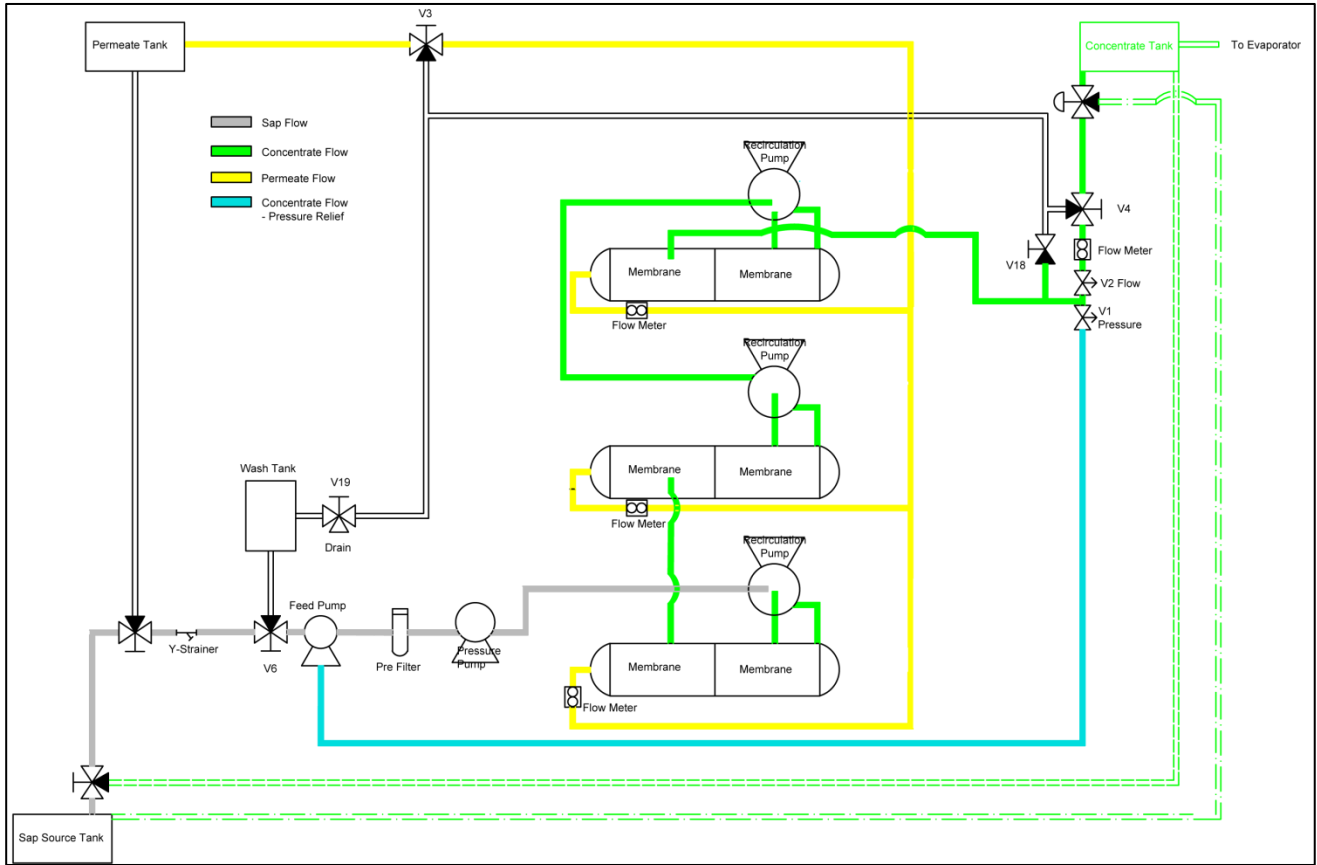 V3
Permeate Tank
Concentrate Tank
To Evaporator
Sap Flow
Concentrate Flow
Permeate Flow
Concentrate Flow
- Pressure Relief
Recirculation
Pump
V4
Flow Meter
V18
V2 Flow
V1
Pressure
Membrane
Membrane
Flow Meter
Recirculation
Pump
Wash Tank
V19
Drain
Membrane
Membrane
Flow Meter
Recirculation
Pump
Feed Pump
Y-Strainer
V6
Pre Filter
Pressure
Pump
Membrane
Membrane
Flow Meter
Sap Source Tank